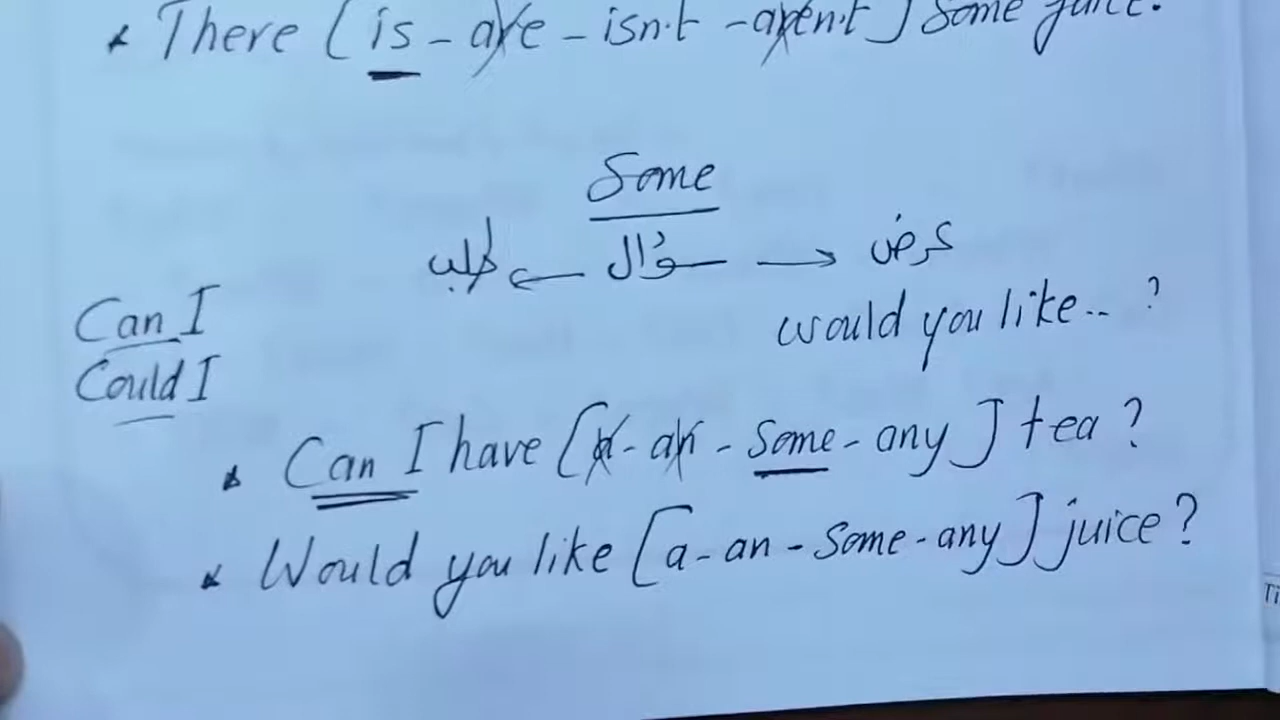 * There ( is - are - isn't - aren't ] Some juice.
Some
طلب ← سؤال → عرض
Can I
would you like.. ?
Could I
* Can I have [a - an - Some - any ] tea ?
* Would you like [a - an - Some - any ] juice ?
Ti